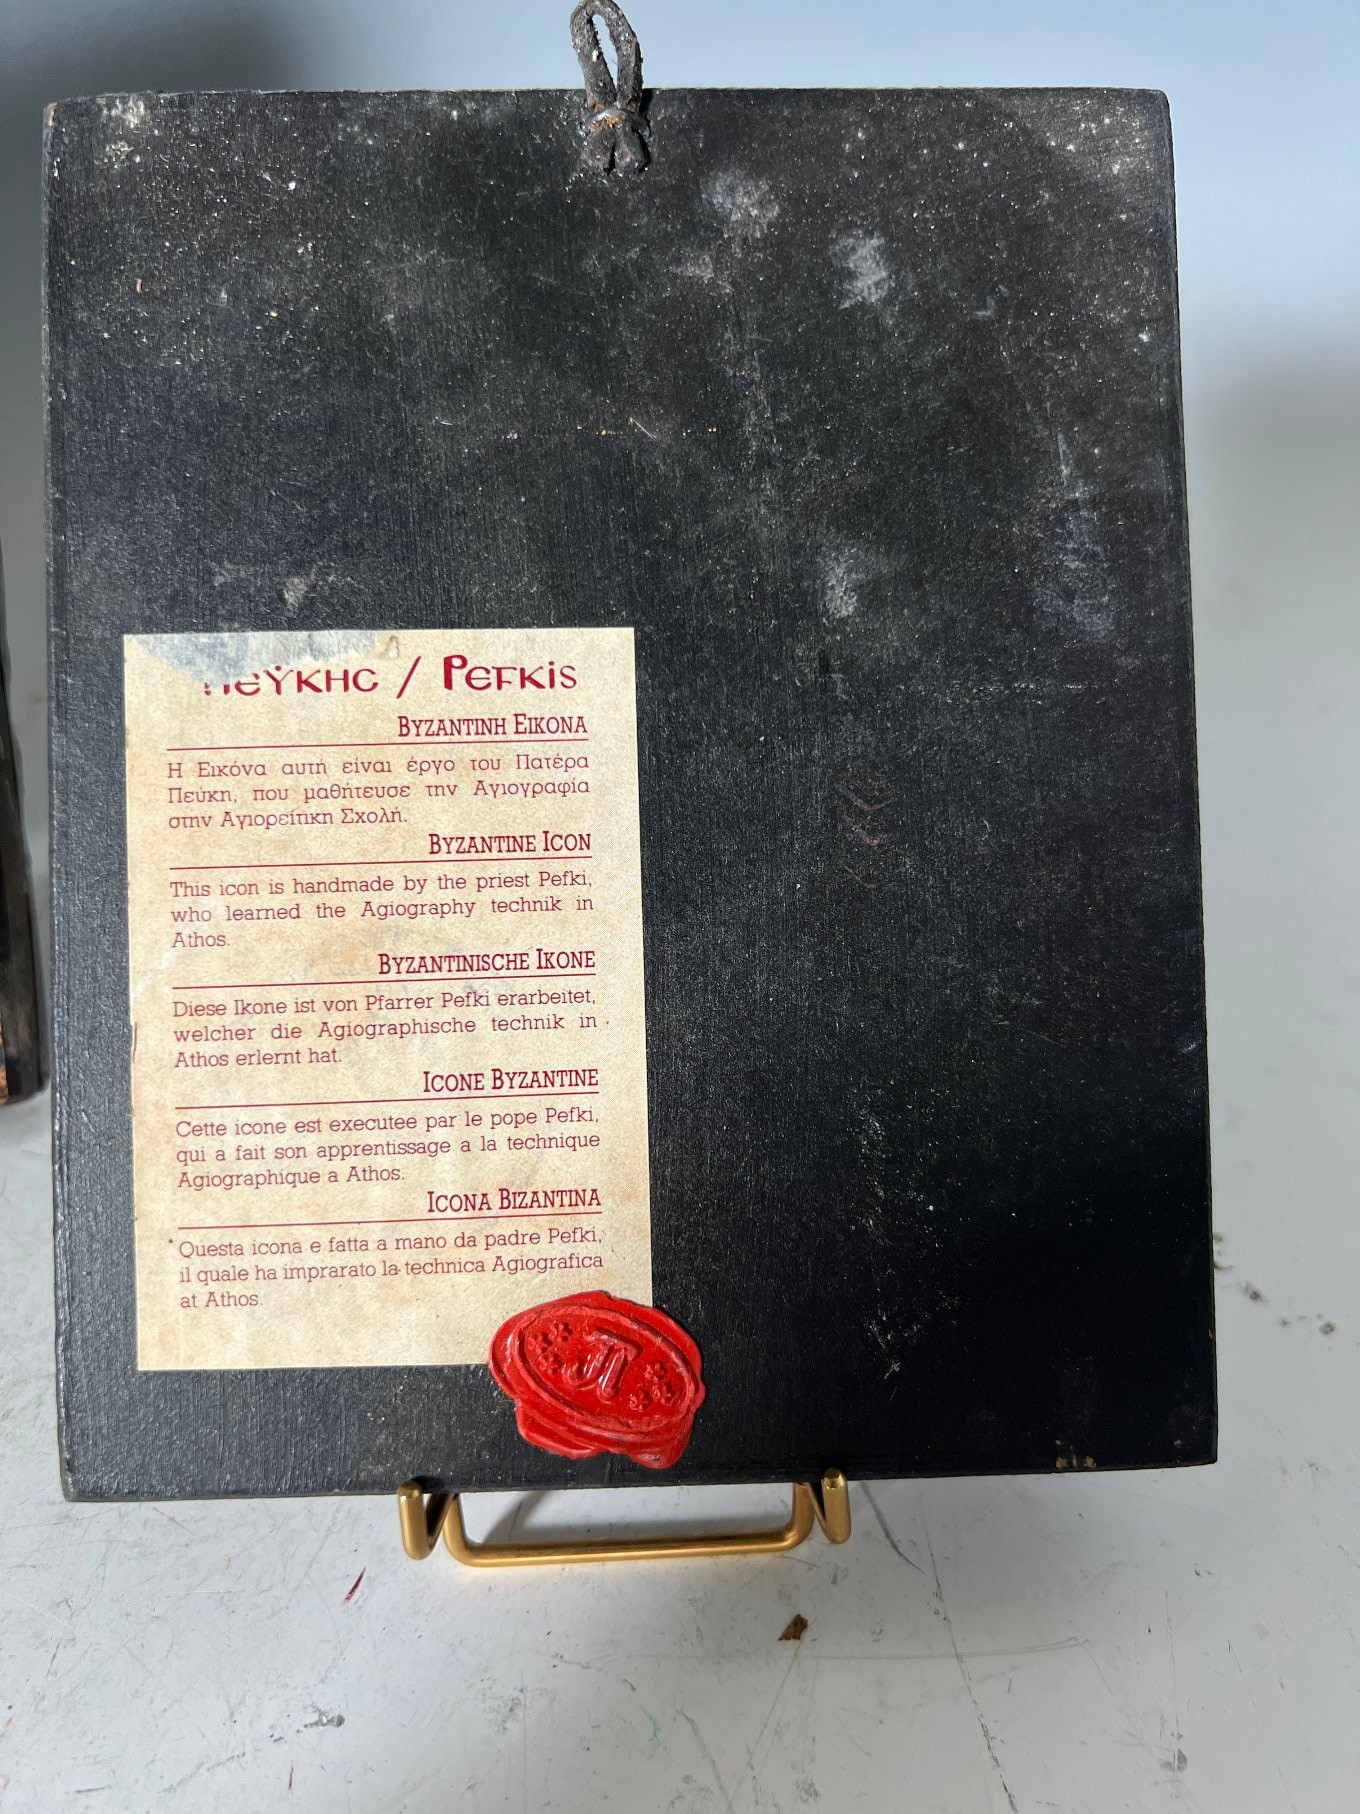 Πεύκης / Pefkis
Βυζαντινή Εικονα
Η Εικόνα αυτή είναι έργο του Πατέρα
Πεύκη, που μαθήτευσε την Αγιογραφία
στην Αγιορείτικη Σχολή.
Byzantine Icon
This icon is handmade by the priest Pefki,
who learned the Agiography technik in
Athos.
Byzantinische Ikone
Diese Ikone ist von Pfarrer Pefki erarbeitet,
welcher die Agiographische technik in
Athos erlernt hat.
Icone Byzantine
Cette icone est executee par le pope Pefki,
qui a fait son apprentissage a la technique
Agiographique a Athos.
Icona Bizantina
Questa icona e fatta a mano da padre Pefki,
il quale ha imprarato la technica Agiografica
at Athos.
Π